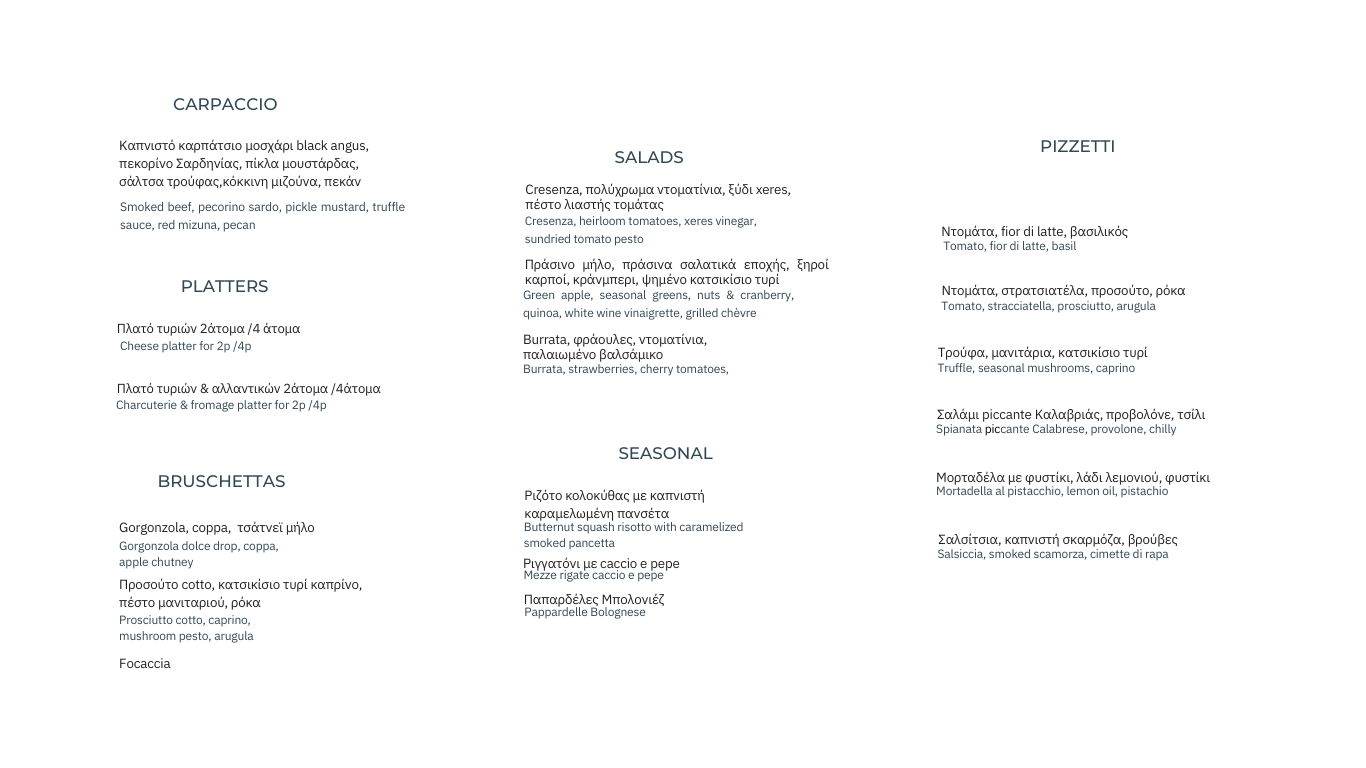 CARPACCIO
Καπνιστό καρπάτσιο μοσχάρι black angus,
πεκορίνο Σαρδηνίας, πίκλα μουστάρδας,
σάλτσα τρούφας,κόκκινη μιζούνα, πεκάν
Smoked beef, pecorino sardo, pickle mustard, truffle
sauce, red mizuna, pecan
PLATTERS
Πλατό τυριών 2άτομα /4 άτομα
Cheese platter for 2p /4p
Πλατό τυριών & αλλαντικών 2άτομα /4άτομα
Charcuterie & fromage platter for 2p /4p
BRUSCHETTAS
Gorgonzola, coppa, τσάτνεϊ μήλο
Gorgonzola dolce drop, coppa,
apple chutney
Προσούτο cotto, κατσικίσιο τυρί καπρίνο,
πέστο μανιταριού, ρόκα
Prosciutto cotto, caprino,
mushroom pesto, arugula
Focaccia
SALADS
Cresenza, πολύχρωμα ντοματίνια, ξύδι xeres,
πέστο λιαστής τομάτας
Cresenza, heirloom tomatoes, xeres vinegar,
sundried tomato pesto
Πράσινο μήλο, πράσινα σαλατικά εποχής, ξηροί
καρποί, κράνμπερι, ψημένο κατσικίσιο τυρί
Green apple, seasonal greens, nuts & cranberry,
quinoa, white wine vinaigrette, grilled chèvre
Burrata, φράουλες, ντοματίνια,
παλαιωμένο βαλσάμικο
Burrata, strawberries, cherry tomatoes,
SEASONAL
Ριζότο κολοκύθας με καπνιστή
καραμελωμένη πανσέτα
Butternut squash risotto with caramelized
smoked pancetta
Ριγγατόνι με caccio e pepe
Mezze rigate caccio e pepe
Παπαρδέλες Μπολονιέζ
Pappardelle Bolognese
PIZZETTI
Ντομάτα, fior di latte, βασιλικός
Tomato, fior di latte, basil
Ντομάτα, στρατσιατέλα, προσούτο, ρόκα
Tomato, stracciatella, prosciutto, arugula
Τρούφα, μανιτάρια, κατσικίσιο τυρί
Truffle, seasonal mushrooms, caprino
Σαλάμι piccante Καλαβριάς, προβολόνε, τσίλι
Spianata piccante Calabrese, provolone, chilly
Μορταδέλα με φυστίκι, λάδι λεμονιού, φυστίκι
Mortadella al pistacchio, lemon oil, pistachio
Σαλσίτσια, καπνιστή σκαρμόζα, βρούβες
Salsiccia, smoked scamorza, cimette di rapa